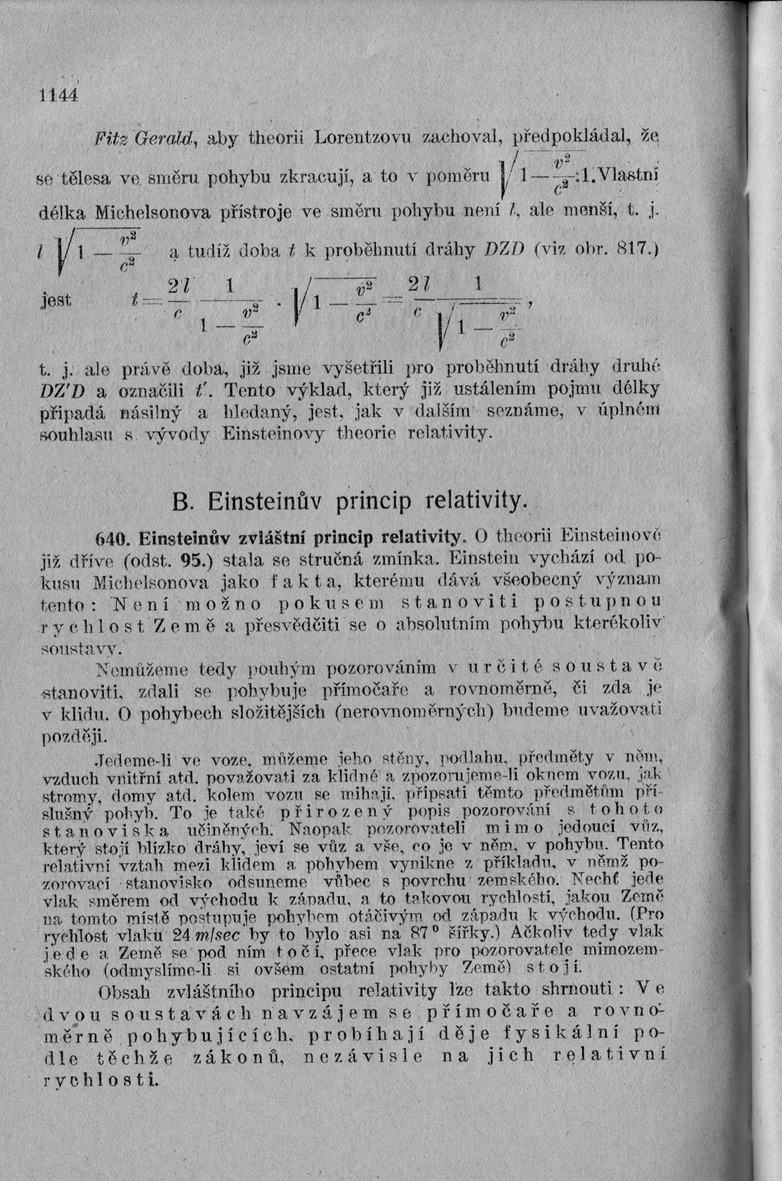 1144
Fitz Gerald, aby theorii Lorentzovu zachoval, předpokládal, že
se tělesa ve směru pohybu zkracují, a to v poměru √(1 — v²/c²) :1. Vlastní
délka Michelsonova přístroje ve směru pohybu není l, ale menší, t. j.
l √(1 — v²/c²) a tudíž doba t k proběhnutí dráhy DZD (viz obr. 817.)
jest t = 2l/c 1/(1 — v²/c²) . √(1 — v²/c²) = 2l/c 1/√(1 — v²/c²) ,
t. j. ale právě doba, již jsme vyšetřili pro proběhnutí dráhy druhé
DZ'D a označili t'. Tento výklad, který již ustálením pojmu délky
připadá násilný a hledaný, jest, jak v dalším seznáme, v úplném
souhlasu s vývody Einsteinovy theorie relativity.
B. Einsteinův princip relativity.
640. Einsteinův zvláštní princip relativity. O theorii Einsteinově
již dříve (odst. 95.) stala se stručná zmínka. Einstein vychází od po-
kusu Michelsonova jako fakta, kterému dává všeobecný význam
tento: Není možno pokusem stanoviti postupnou
rychlost Země a přesvědčiti se o absolutním pohybu kterékoliv
soustavy.
Nemůžeme tedy pouhým pozorováním v určité soustavě
stanoviti, zdali se pohybuje přímočaře a rovnoměrně, či zda je
v klidu. O pohybech složitějších (nerovnoměrných) budeme uvažovati
později.
Jedeme-li ve voze, můžeme jeho stěny, podlahu, předměty v něm,
vzduch vnitřní atd. považovati za klidné a zpozorujeme-li oknem vozu, jak
stromy, domy atd. kolem vozu se mihají, připsati těmto předmětům pří-
slušný pohyb. To je také přirozený popis pozorování s tohoto
stanoviska učiněných. Naopak pozorovateli mimo jedoucí vůz,
který stojí blízko dráhy, jeví se vůz a vše, co je v něm, v pohybu. Tento
relativní vztah mezi klidem a pohybem vynikne z příkladu, v němž po-
zorovací stanovisko odsuneme vůbec s povrchu zemského. Nechť jede
vlak směrem od východu k západu, a to takovou rychlostí, jakou Země
na tomto místě postupuje pohybem otáčivým od západu k východu. (Pro
rychlost vlaku 24 m/sec by to bylo asi na 87° šířky.) Ačkoliv tedy vlak
jede a Země se pod ním točí, přece vlak pro pozorovatele mimozem-
ského (odmyslíme-li si ovšem ostatní pohyby Země) stojí.
Obsah zvláštního principu relativity lze takto shrnouti: Ve
dvou soustavách navzájem se přímočaře a rovno-
měrně pohybujících, probíhají děje fysikální po-
dle těchže zákonů, nezávisle na jich relativní
rychlosti.